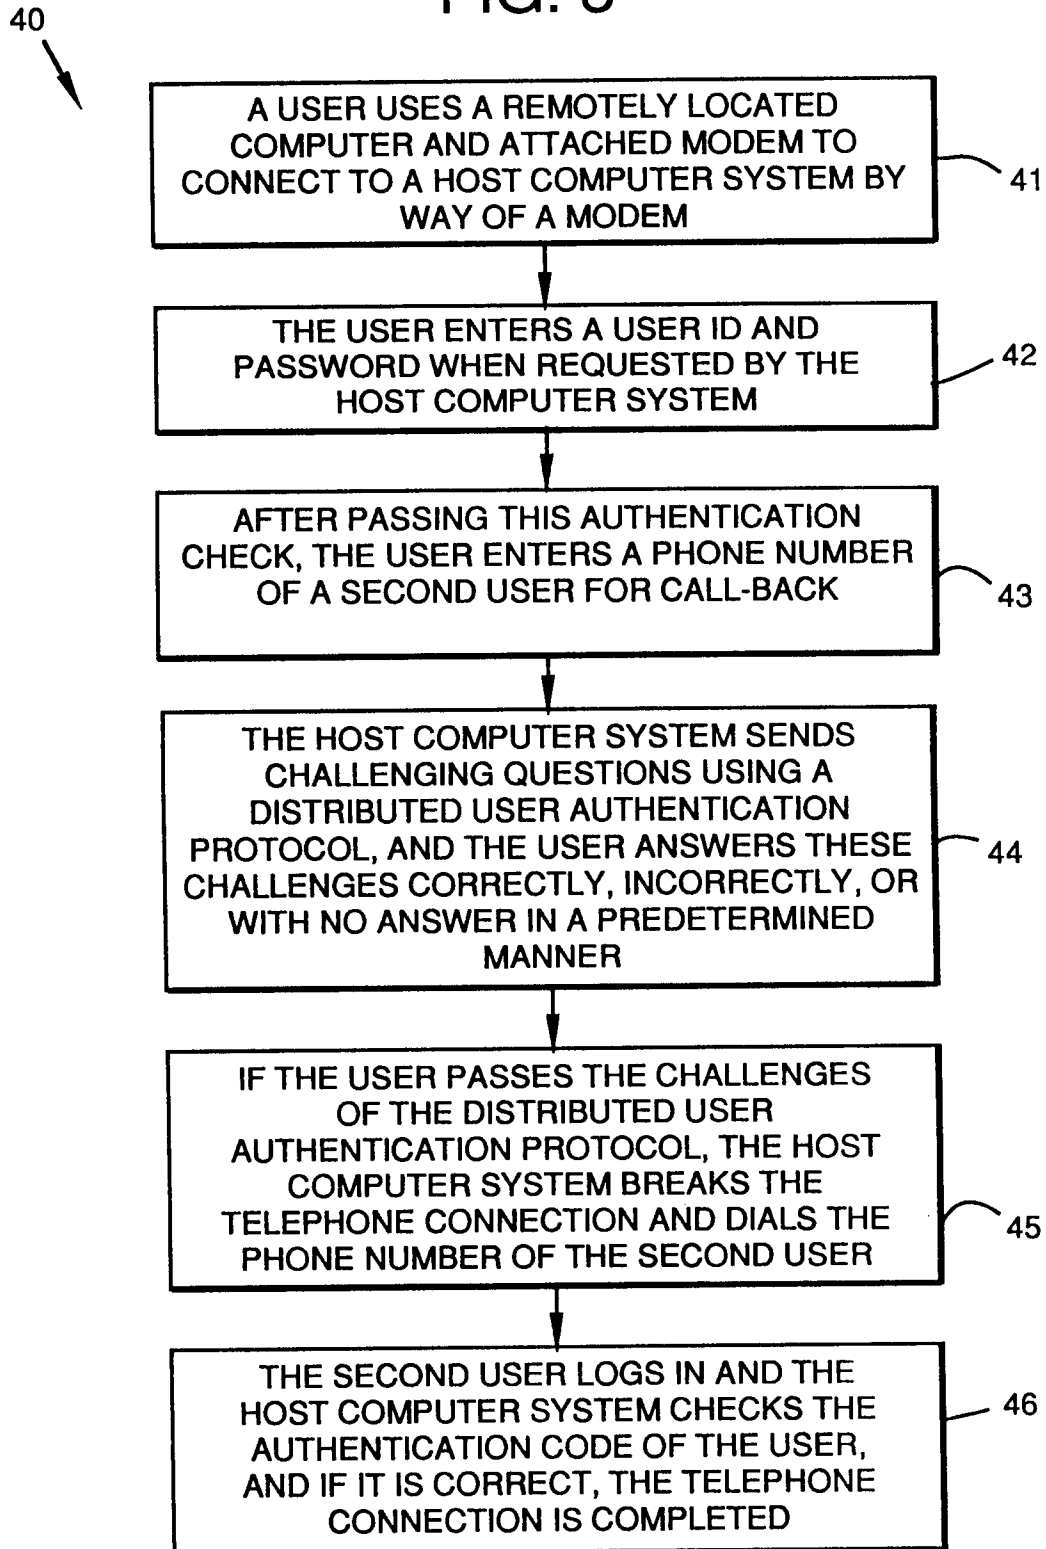 40
A USER USES A REMOTELY LOCATED
COMPUTER AND ATTACHED MODEM TO
CONNECT TO A HOST COMPUTER SYSTEM BY
WAY OF A MODEM
41
THE USER ENTERS A USER ID AND
PASSWORD WHEN REQUESTED BY THE
HOST COMPUTER SYSTEM
42
AFTER PASSING THIS AUTHENTICATION
CHECK, THE USER ENTERS A PHONE NUMBER
OF A SECOND USER FOR CALL-BACK
43
THE HOST COMPUTER SYSTEM SENDS
CHALLENGING QUESTIONS USING A
DISTRIBUTED USER AUTHENTICATION
PROTOCOL, AND THE USER ANSWERS THESE
CHALLENGES CORRECTLY, INCORRECTLY, OR
WITH NO ANSWER IN A PREDETERMINED
MANNER
44
IF THE USER PASSES THE CHALLENGES
OF THE DISTRIBUTED USER
AUTHENTICATION PROTOCOL, THE HOST
COMPUTER SYSTEM BREAKS THE
TELEPHONE CONNECTION AND DIALS THE
PHONE NUMBER OF THE SECOND USER
45
THE SECOND USER LOGS IN AND THE
HOST COMPUTER SYSTEM CHECKS THE
AUTHENTICATION CODE OF THE USER,
AND IF IT IS CORRECT, THE TELEPHONE
CONNECTION IS COMPLETED
46